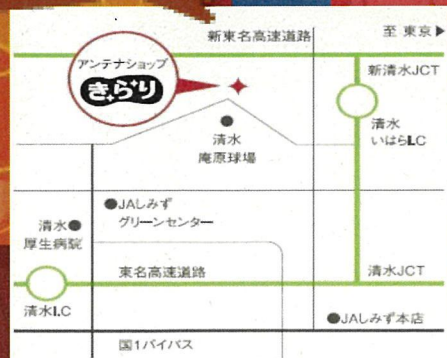 新東名高速道路
至 東京▶
アンテナショップ
きらり
新清水JCT
清水
いはらI.C
清水
庵原球場
●JAしみず
グリーンセンター
清水●
厚生病院
東名高速道路
清水JCT
清水I.C
●JAしみず本店
国1バイパス